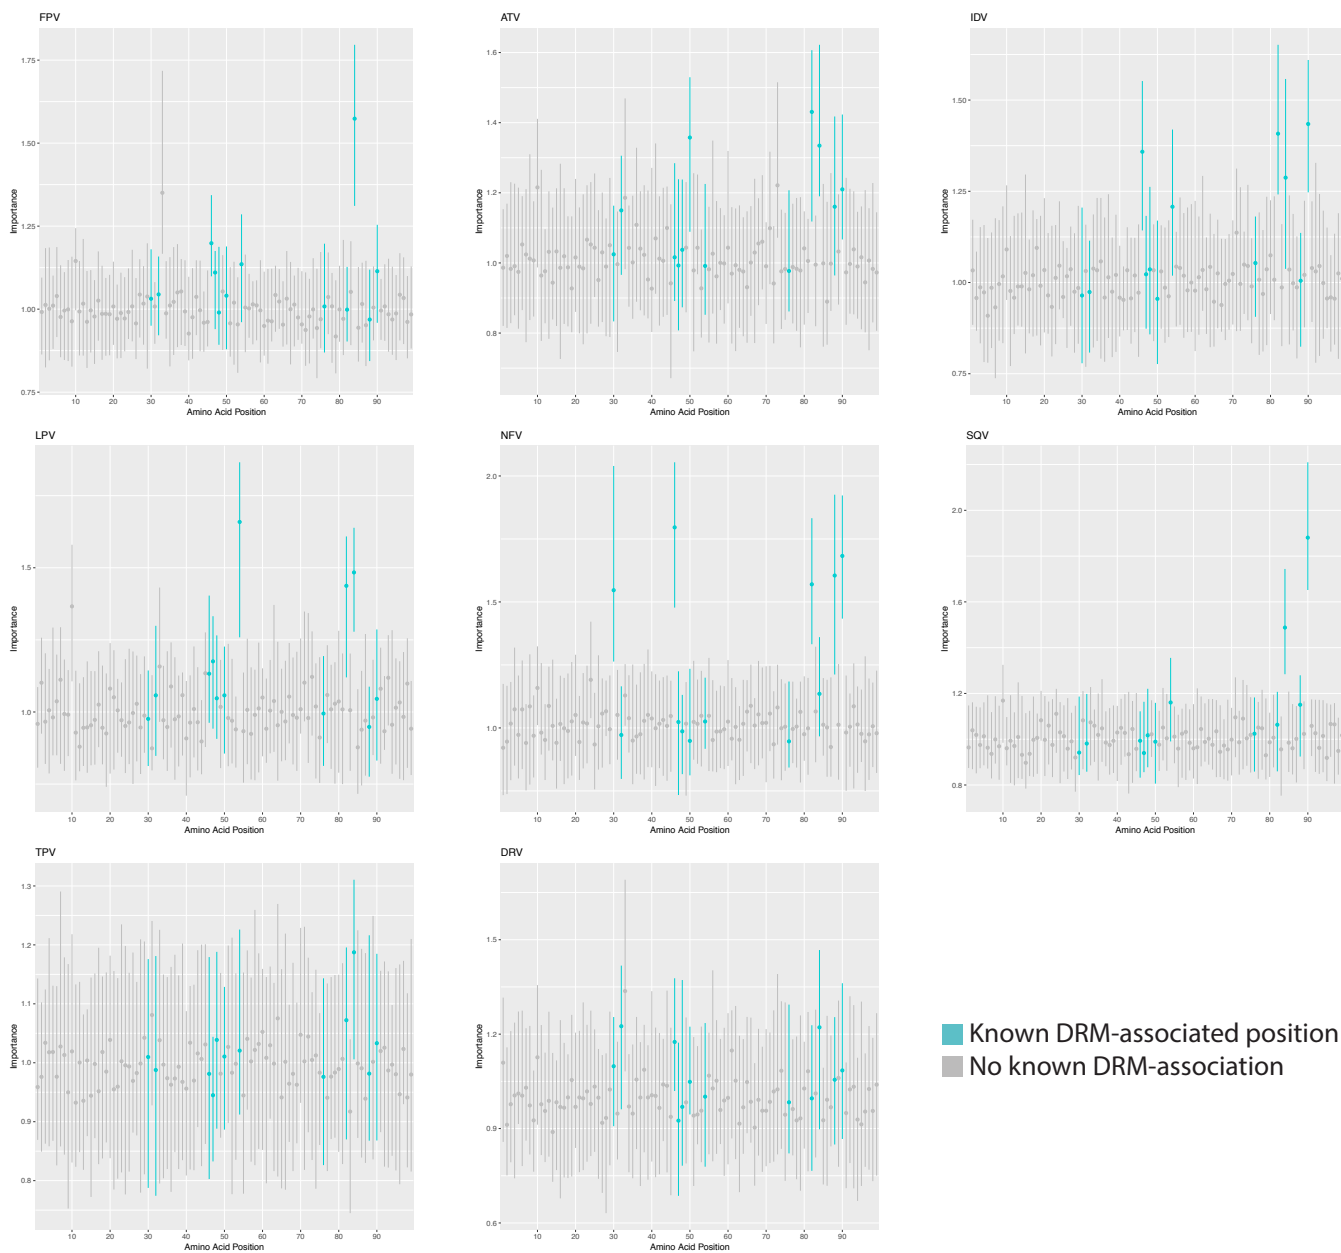 FPV
Importance
1.75
1.50
1.25
1.00
0.75
10 20 30 40 50 60 70 80 90
Amino Acid Position
ATV
Importance
1.6
1.4
1.2
1.0
0.8
10 20 30 40 50 60 70 80 90
Amino Acid Position
IDV
Importance
1.50
1.25
1.00
0.75
10 20 30 40 50 60 70 80 90
Amino Acid Position
LPV
Importance
1.5
1.0
10 20 30 40 50 60 70 80 90
Amino Acid Position
NFV
Importance
2.0
1.5
1.0
10 20 30 40 50 60 70 80 90
Amino Acid Position
SQV
Importance
2.0
1.6
1.2
0.8
10 20 30 40 50 60 70 80 90
Amino Acid Position
TPV
Importance
1.3
1.2
1.1
1.0
0.9
0.8
10 20 30 40 50 60 70 80 90
Amino Acid Position
DRV
Importance
1.5
1.2
0.9
0.6
10 20 30 40 50 60 70 80 90
Amino Acid Position
Known DRM-associated position
No known DRM-association